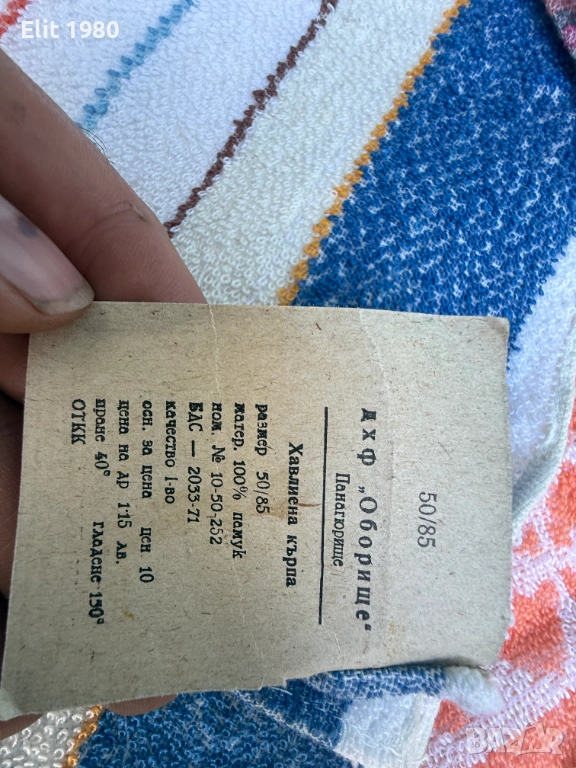 Elit 1980
50/85
ДХФ „Оборище“
Панагюрище
Хавлиена кърпа
размер 50/85
матер. 100% памук
ном. № 10-50-252
БДС — 2033-71
качество I-во
осн. за цена цен 10
цена на др 1·15 лв.
пране 40° гладене 150°
ОТКК
BAZAR